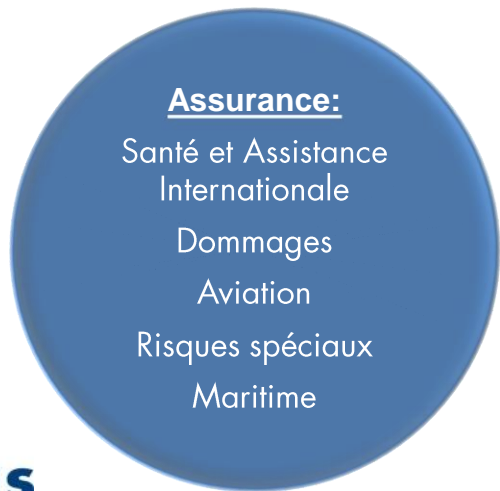 Assurance:
Santé et Assistance
Internationale
Dommages
Aviation
Risques spéciaux
Maritime
s